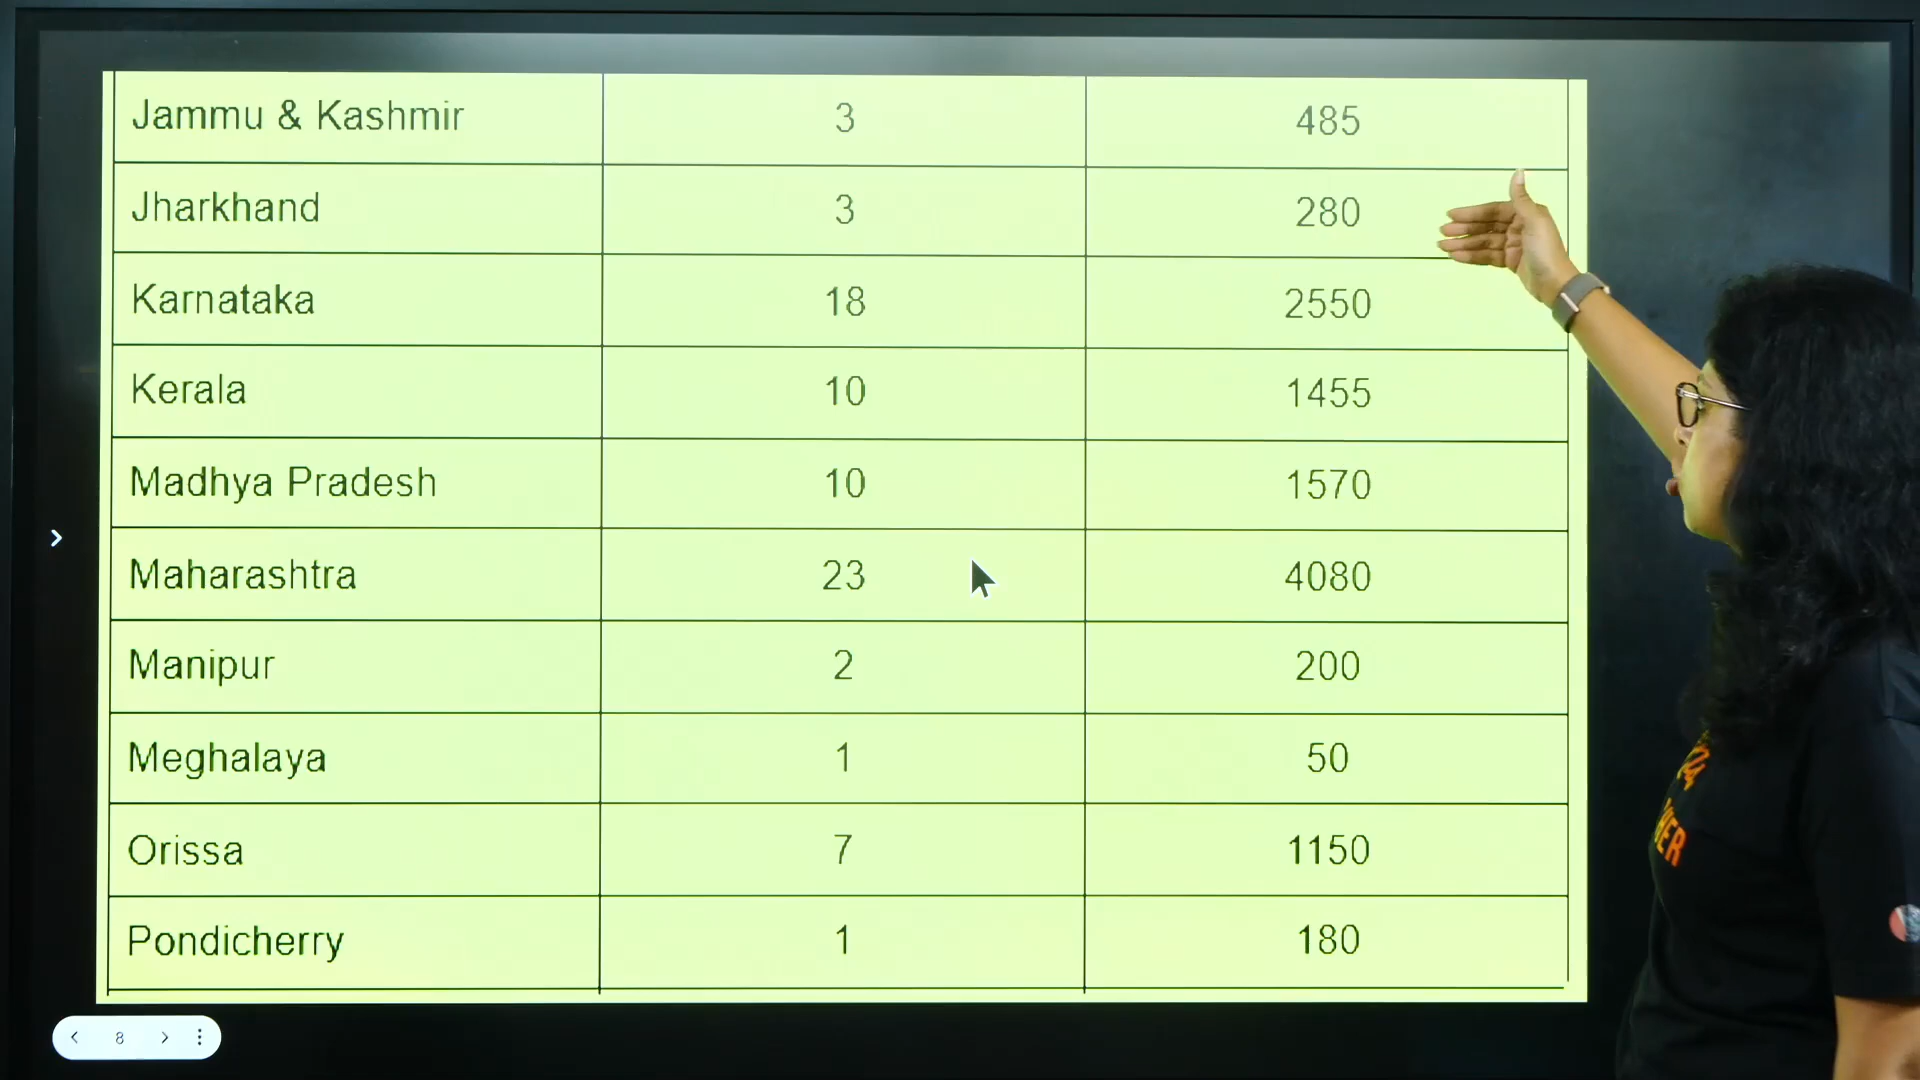 Jammu & Kashmir 3 485
Jharkhand 3 280
Karnataka 18 2550
Kerala 10 1455
Madhya Pradesh 10 1570
Maharashtra 23 4080
Manipur 2 200
Meghalaya 1 50
Orissa 7 1150
Pondicherry 1 180
8